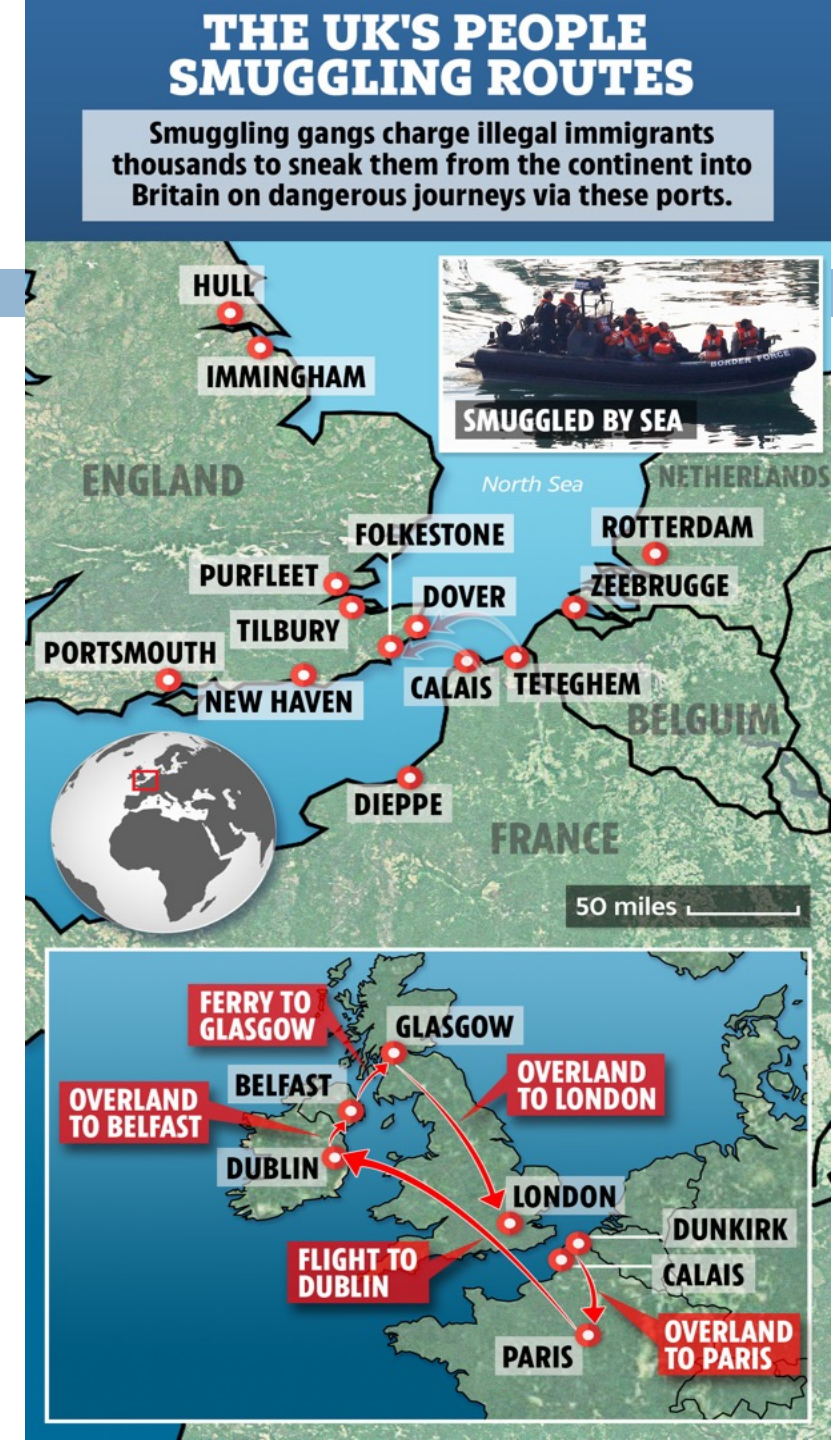 THE UK'S PEOPLE
SMUGGLING ROUTES
Smuggling gangs charge illegal immigrants
thousands to sneak them from the continent into
Britain on dangerous journeys via these ports.
HULL
IMMINGHAM
BORDER FORCE
SMUGGLED BY SEA
ENGLAND
North Sea
NETHERLANDS
FOLKESTONE
ROTTERDAM
PURFLEET
ZEEBRUGGE
DOVER
TILBURY
PORTSMOUTH
CALAIS
TETEGHEM
NEW HAVEN
BELGUIM
DIEPPE
FRANCE
50 miles
FERRY TO
GLASGOW
GLASGOW
BELFAST
OVERLAND
TO LONDON
OVERLAND
TO BELFAST
DUBLIN
LONDON
DUNKIRK
FLIGHT TO
DUBLIN
CALAIS
PARIS
OVERLAND
TO PARIS